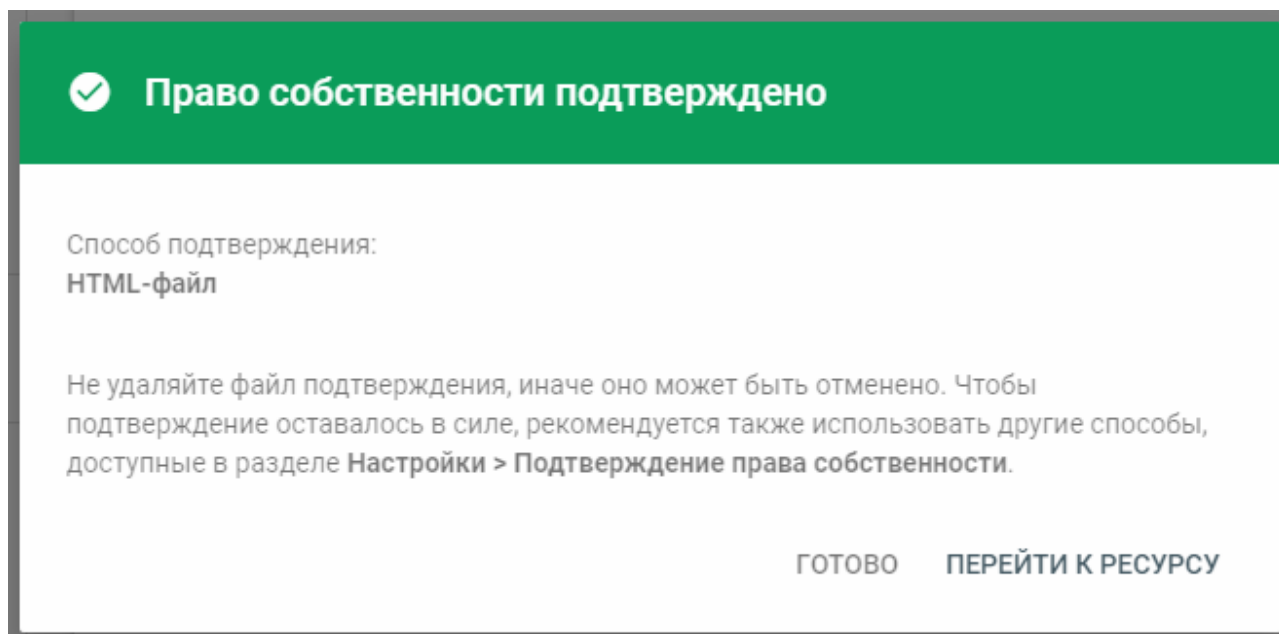 Право собственности подтверждено
Способ подтверждения:
HTML-файл
Не удаляйте файл подтверждения, иначе оно может быть отменено. Чтобы
подтверждение оставалось в силе, рекомендуется также использовать другие способы,
доступные в разделе Настройки > Подтверждение права собственности.
ГОТОВО ПЕРЕЙТИ К РЕСУРСУ